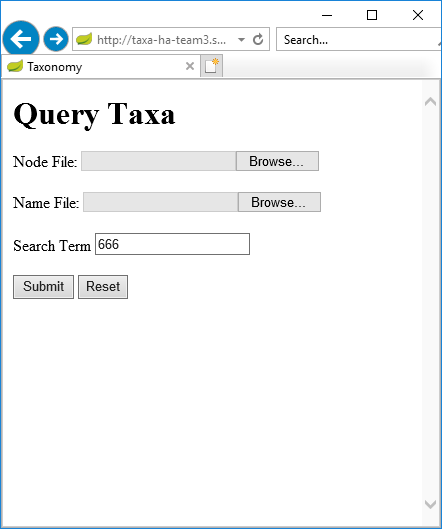 http://taxa-ha-team3.s...
Search...
Taxonomy
Query Taxa
Node File: Browse...
Name File: Browse...
Search Term 666
Submit Reset